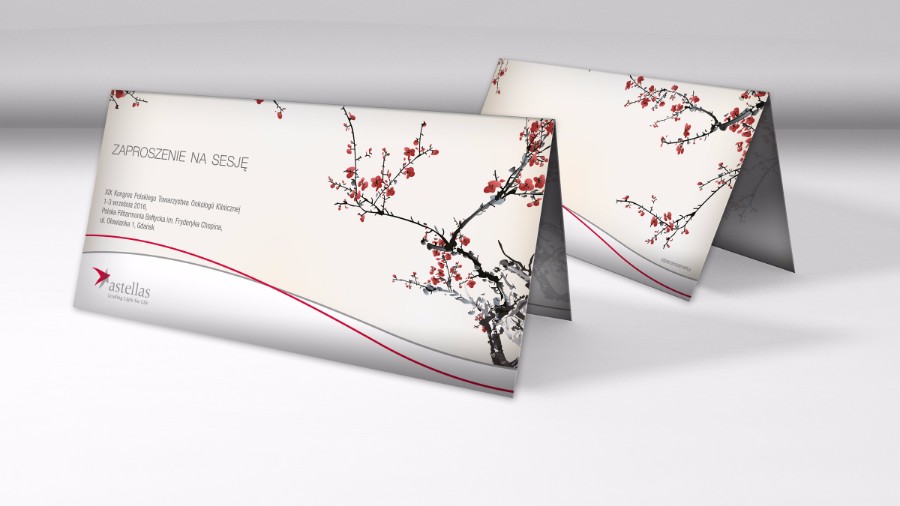 ZAPROSZENIE NA SESJĘ
XIX Kongres Polskiego Towarzystwa Onkologii Klinicznej
1-3 września 2016,
Polska Filharmonia Bałtycka im. Fryderyka Chopina,
ul. Ołowianka 1, Gdańsk
astellas
Leading Light for Life